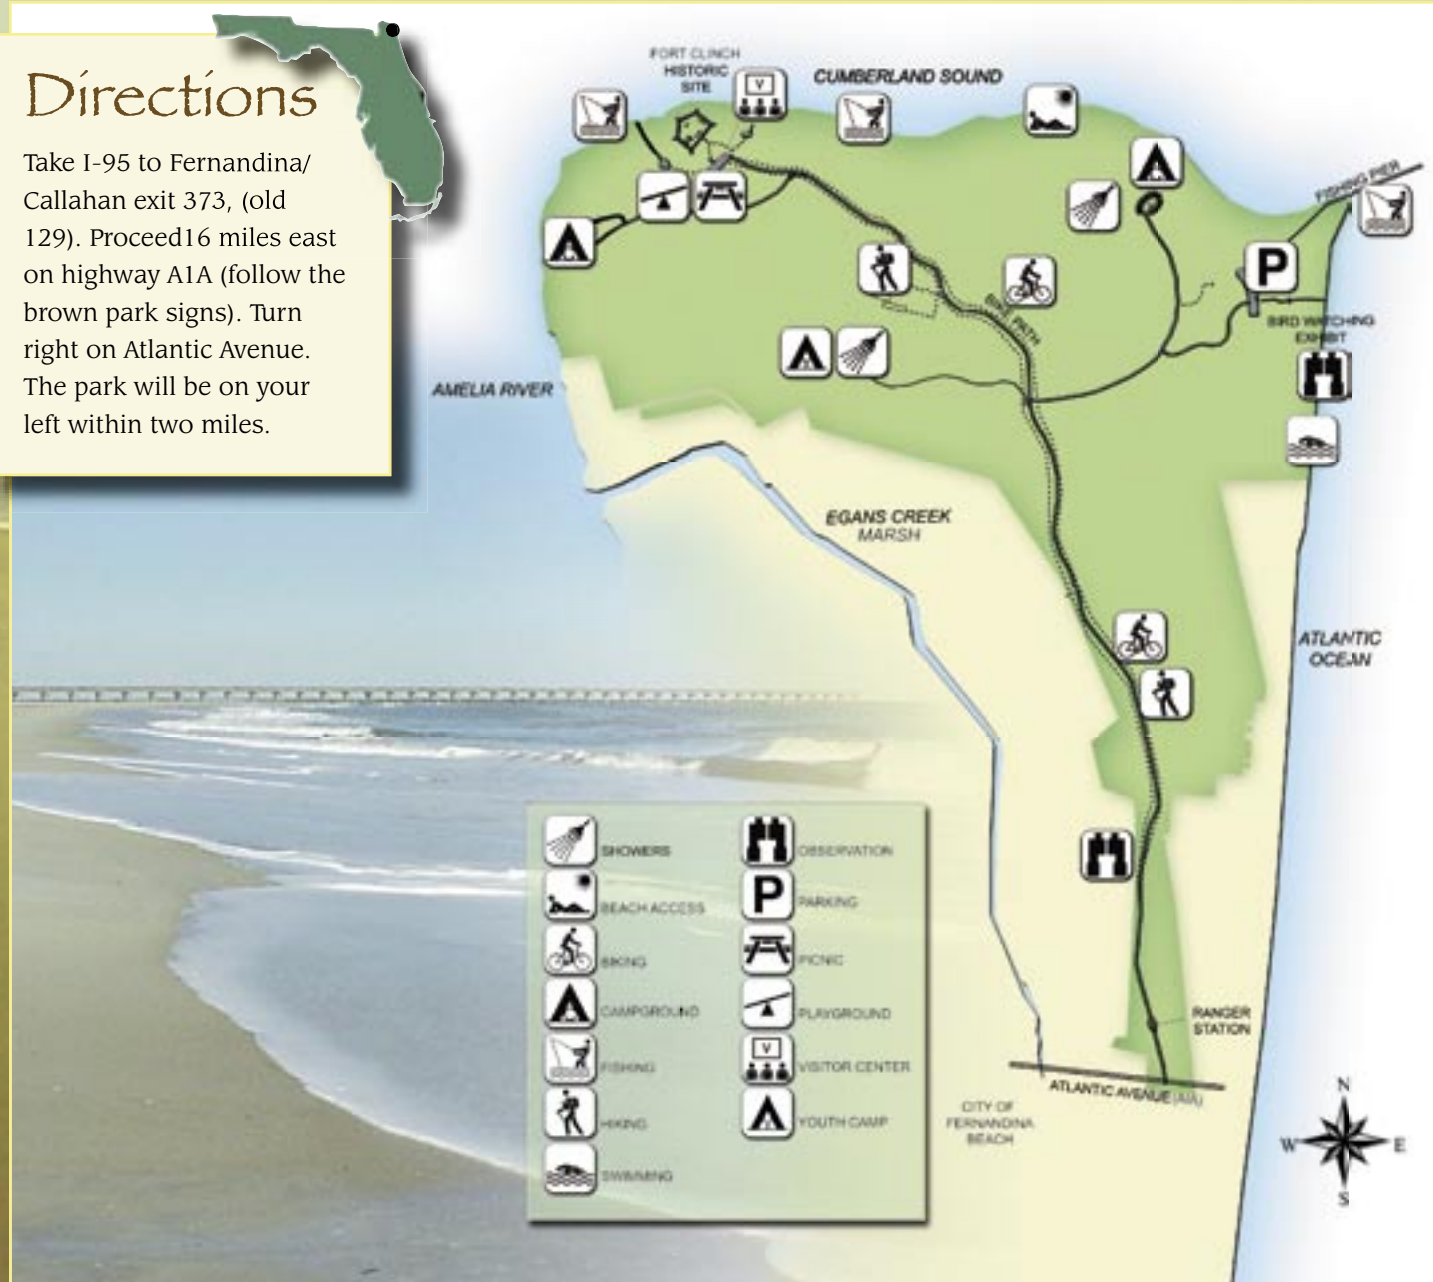 Directions
Take I-95 to Fernandina/
Callahan exit 373, (old
129). Proceed16 miles east
on highway A1A (follow the
brown park signs). Turn
right on Atlantic Avenue.
The park will be on your
left within two miles.
FORT CLINCH
HISTORIC
SITE
V
CUMBERLAND SOUND
FISHING PIER
P
BIKE PATH
BIRD WATCHING
EXHIBIT
AMELIA RIVER
EGANS CREEK
MARSH
ATLANTIC
OCEAN
SHOWERS
BEACH ACCESS
BIKING
CAMPGROUND
FISHING
HIKING
SWIMMING
OBSERVATION
P
PARKING
PICNIC
PLAYGROUND
V
VISITOR CENTER
YOUTH CAMP
RANGER
STATION
ATLANTIC AVENUE (A1A)
CITY OF
FERNANDINA
BEACH
N
W
E
S